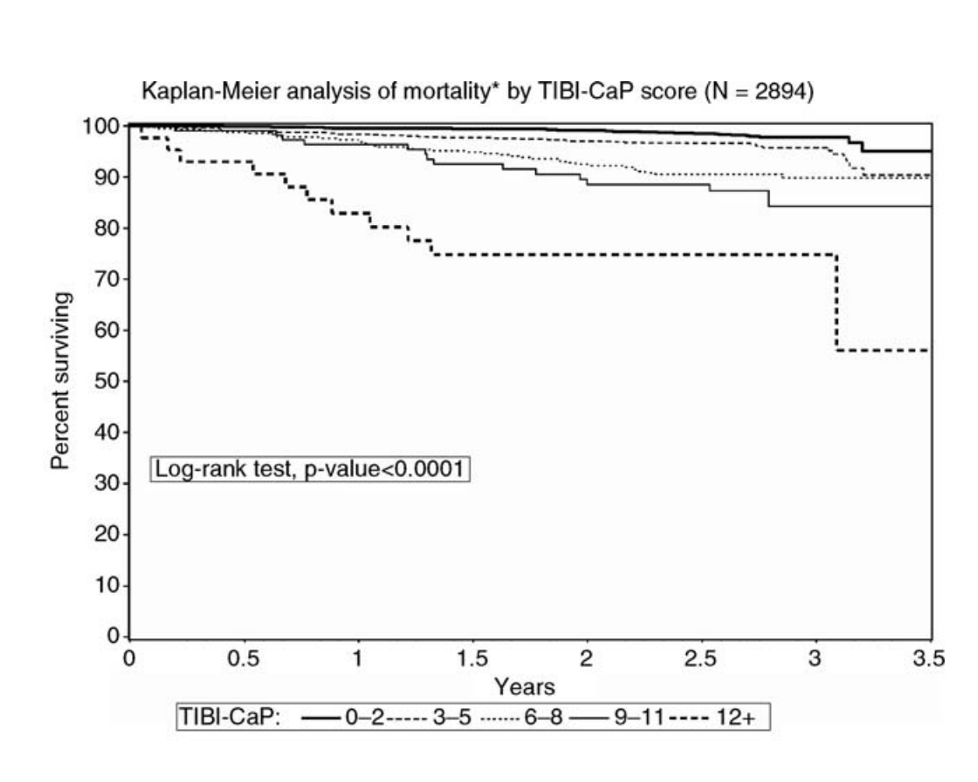 Kaplan-Meier analysis of mortality* by TIBI-CaP score (N = 2894)
Percent surviving
100
90
80
70
60
50
40
30
20
10
0
Log-rank test, p-value<0.0001
0 0.5 1 1.5 2 2.5 3 3.5
Years
TIBI-CaP: 0–2 3–5 6–8 9–11 12+